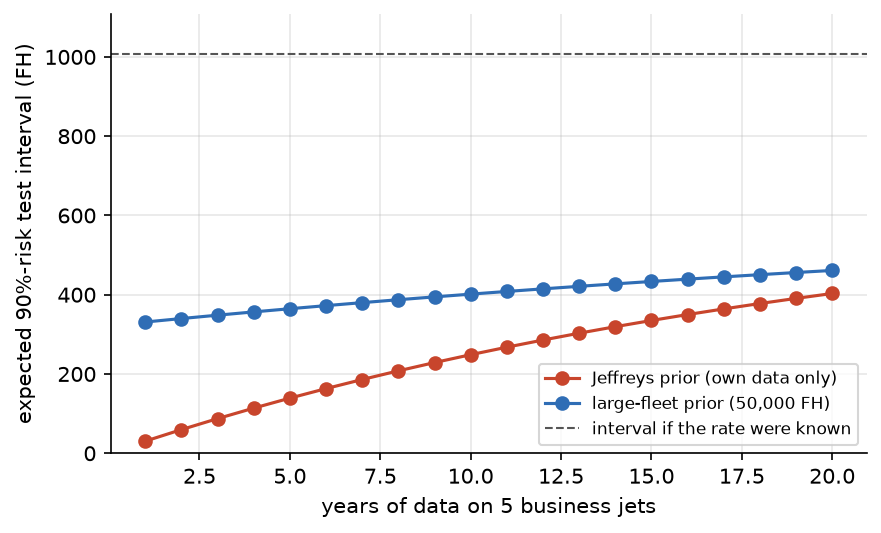 expected 90%-risk test interval (FH)
1000
800
600
400
200
0
Jeffreys prior (own data only)
large-fleet prior (50,000 FH)
interval if the rate were known
2.5 5.0 7.5 10.0 12.5 15.0 17.5 20.0
years of data on 5 business jets